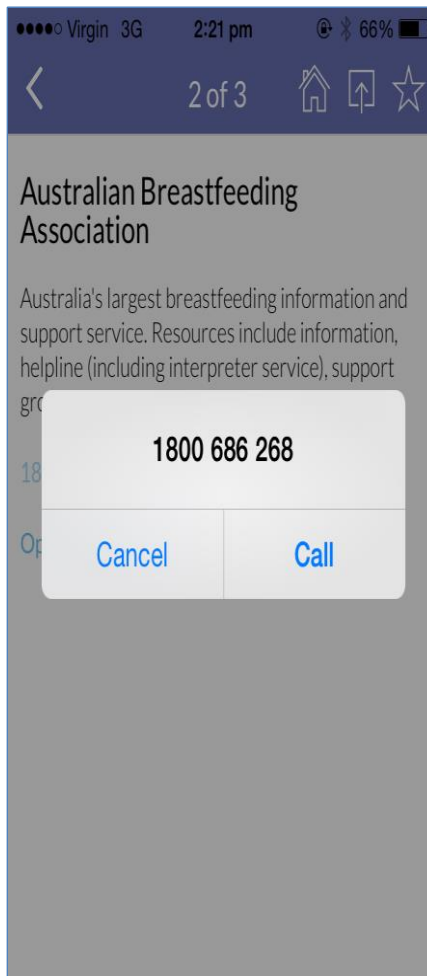 Virgin 3G 2:21 pm 66%
2 of 3
Australian Breastfeeding
Association
Australia's largest breastfeeding information and
support service. Resources include information,
helpline (including interpreter service), support
1800 686 268
18
Cancel Call